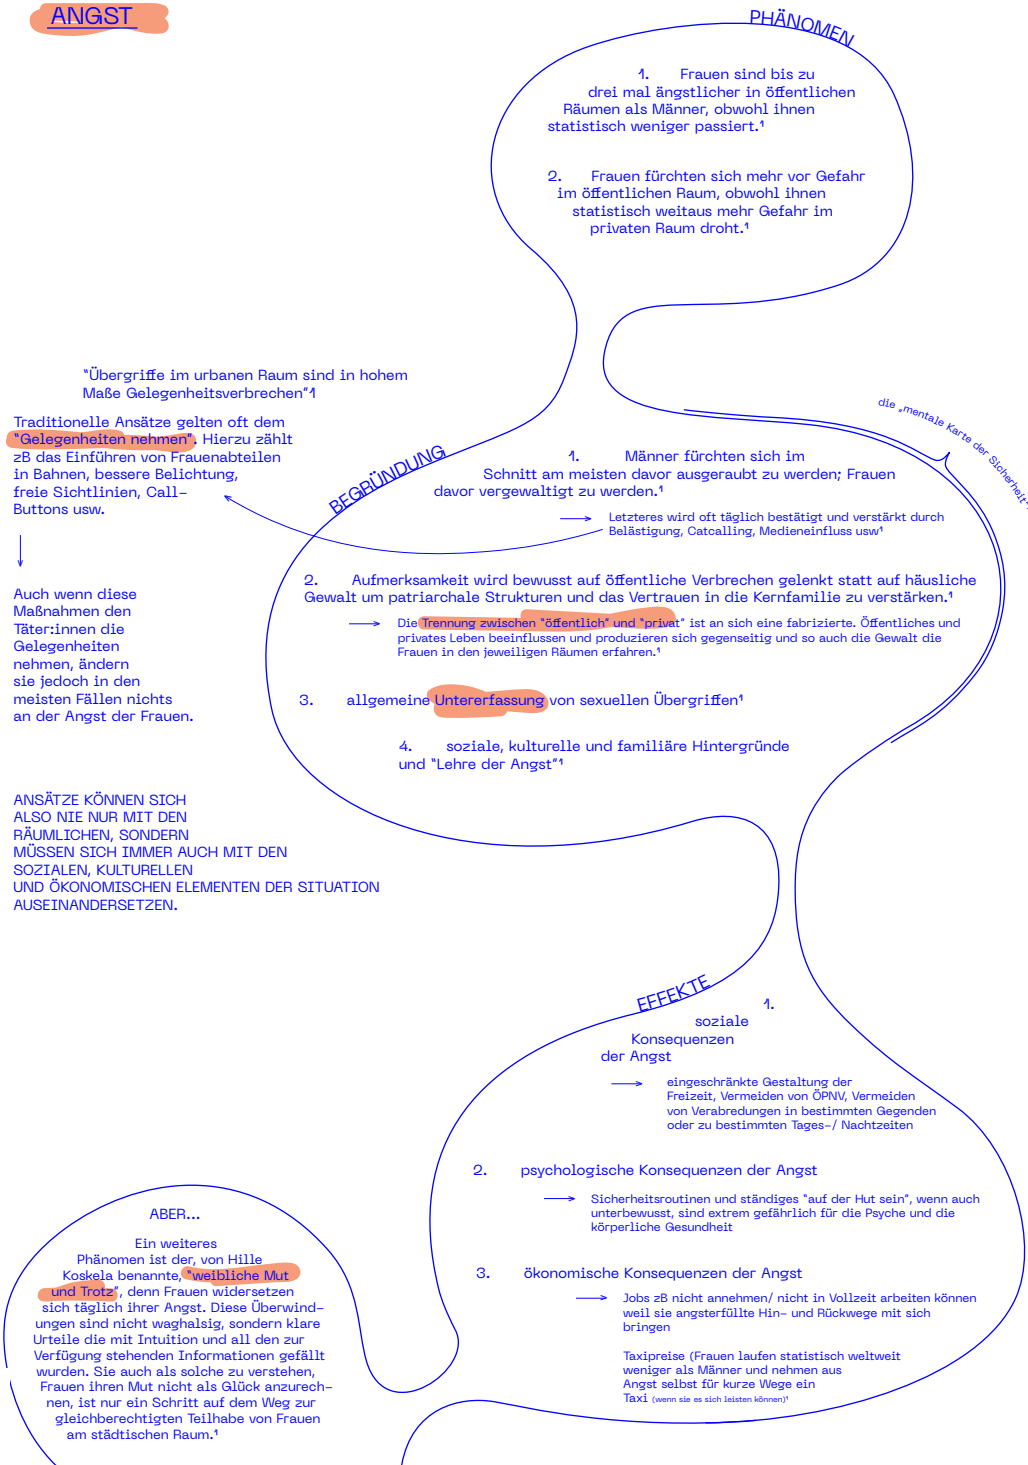 ANGST
PHÄNOMEN
1. Frauen sind bis zu
drei mal ängstlicher in öffentlichen
Räumen als Männer, obwohl ihnen
statistisch weniger passiert.¹
2. Frauen fürchten sich mehr vor Gefahr
im öffentlichen Raum, obwohl ihnen
statistisch weitaus mehr Gefahr im
privaten Raum droht.¹
"Übergriffe im urbanen Raum sind in hohem
Maße Gelegenheitsverbrechen"1
Traditionelle Ansätze gelten oft dem
"Gelegenheiten nehmen". Hierzu zählt
zB das Einführen von Frauenabteilen
in Bahnen, bessere Belichtung,
freie Sichtlinien, Call-
Buttons usw.
Auch wenn diese
Maßnahmen den
Täter:innen die
Gelegenheiten
nehmen, ändern
sie jedoch in den
meisten Fällen nichts
an der Angst der Frauen.
ANSÄTZE KÖNNEN SICH
ALSO NIE NUR MIT DEN
RÄUMLICHEN, SONDERN
MÜSSEN SICH IMMER AUCH MIT DEN
SOZIALEN, KULTURELLEN
UND ÖKONOMISCHEN ELEMENTEN DER SITUATION
AUSEINANDERSETZEN.
BEGRÜNDUNG
die „mentale Karte der Sicherheit"¹
1. Männer fürchten sich im
Schnitt am meisten davor ausgeraubt zu werden; Frauen
davor vergewaltigt zu werden.¹
Letzteres wird oft täglich bestätigt und verstärkt durch
Belästigung, Catcalling, Medieneinfluss usw¹
2. Aufmerksamkeit wird bewusst auf öffentliche Verbrechen gelenkt statt auf häusliche
Gewalt um patriarchale Strukturen und das Vertrauen in die Kernfamilie zu verstärken.¹
Die Trennung zwischen "öffentlich" und "privat" ist an sich eine fabrizierte. Öffentliches und
privates Leben beeinflussen und produzieren sich gegenseitig und so auch die Gewalt die
Frauen in den jeweiligen Räumen erfahren.¹
3. allgemeine Untererfassung von sexuellen Übergriffen¹
4. soziale, kulturelle und familiäre Hintergründe
und "Lehre der Angst"¹
EFFEKTE
1.
soziale
Konsequenzen
der Angst
eingeschränkte Gestaltung der
Freizeit, Vermeiden von ÖPNV, Vermeiden
von Verabredungen in bestimmten Gegenden
oder zu bestimmten Tages-/ Nachtzeiten
2. psychologische Konsequenzen der Angst
Sicherheitsroutinen und ständiges "auf der Hut sein", wenn auch
unterbewusst, sind extrem gefährlich für die Psyche und die
körperliche Gesundheit
3. ökonomische Konsequenzen der Angst
Jobs zB nicht annehmen/ nicht in Vollzeit arbeiten können
weil sie angsterfüllte Hin- und Rückwege mit sich
bringen
Taxipreise (Frauen laufen statistisch weltweit
weniger als Männer und nehmen aus
Angst selbst für kurze Wege ein
Taxi (wenn sie es sich leisten können)¹
ABER...
Ein weiteres
Phänomen ist der, von Hille
Koskela benannte, "weibliche Mut
und Trotz", denn Frauen widersetzen
sich täglich ihrer Angst. Diese Überwind-
ungen sind nicht waghalsig, sondern klare
Urteile die mit Intuition und all den zur
Verfügung stehenden Informationen gefällt
wurden. Sie auch als solche zu verstehen,
Frauen ihren Mut nicht als Glück anzurech-
nen, ist nur ein Schritt auf dem Weg zur
gleichberechtigten Teilhabe von Frauen
am städtischen Raum.¹